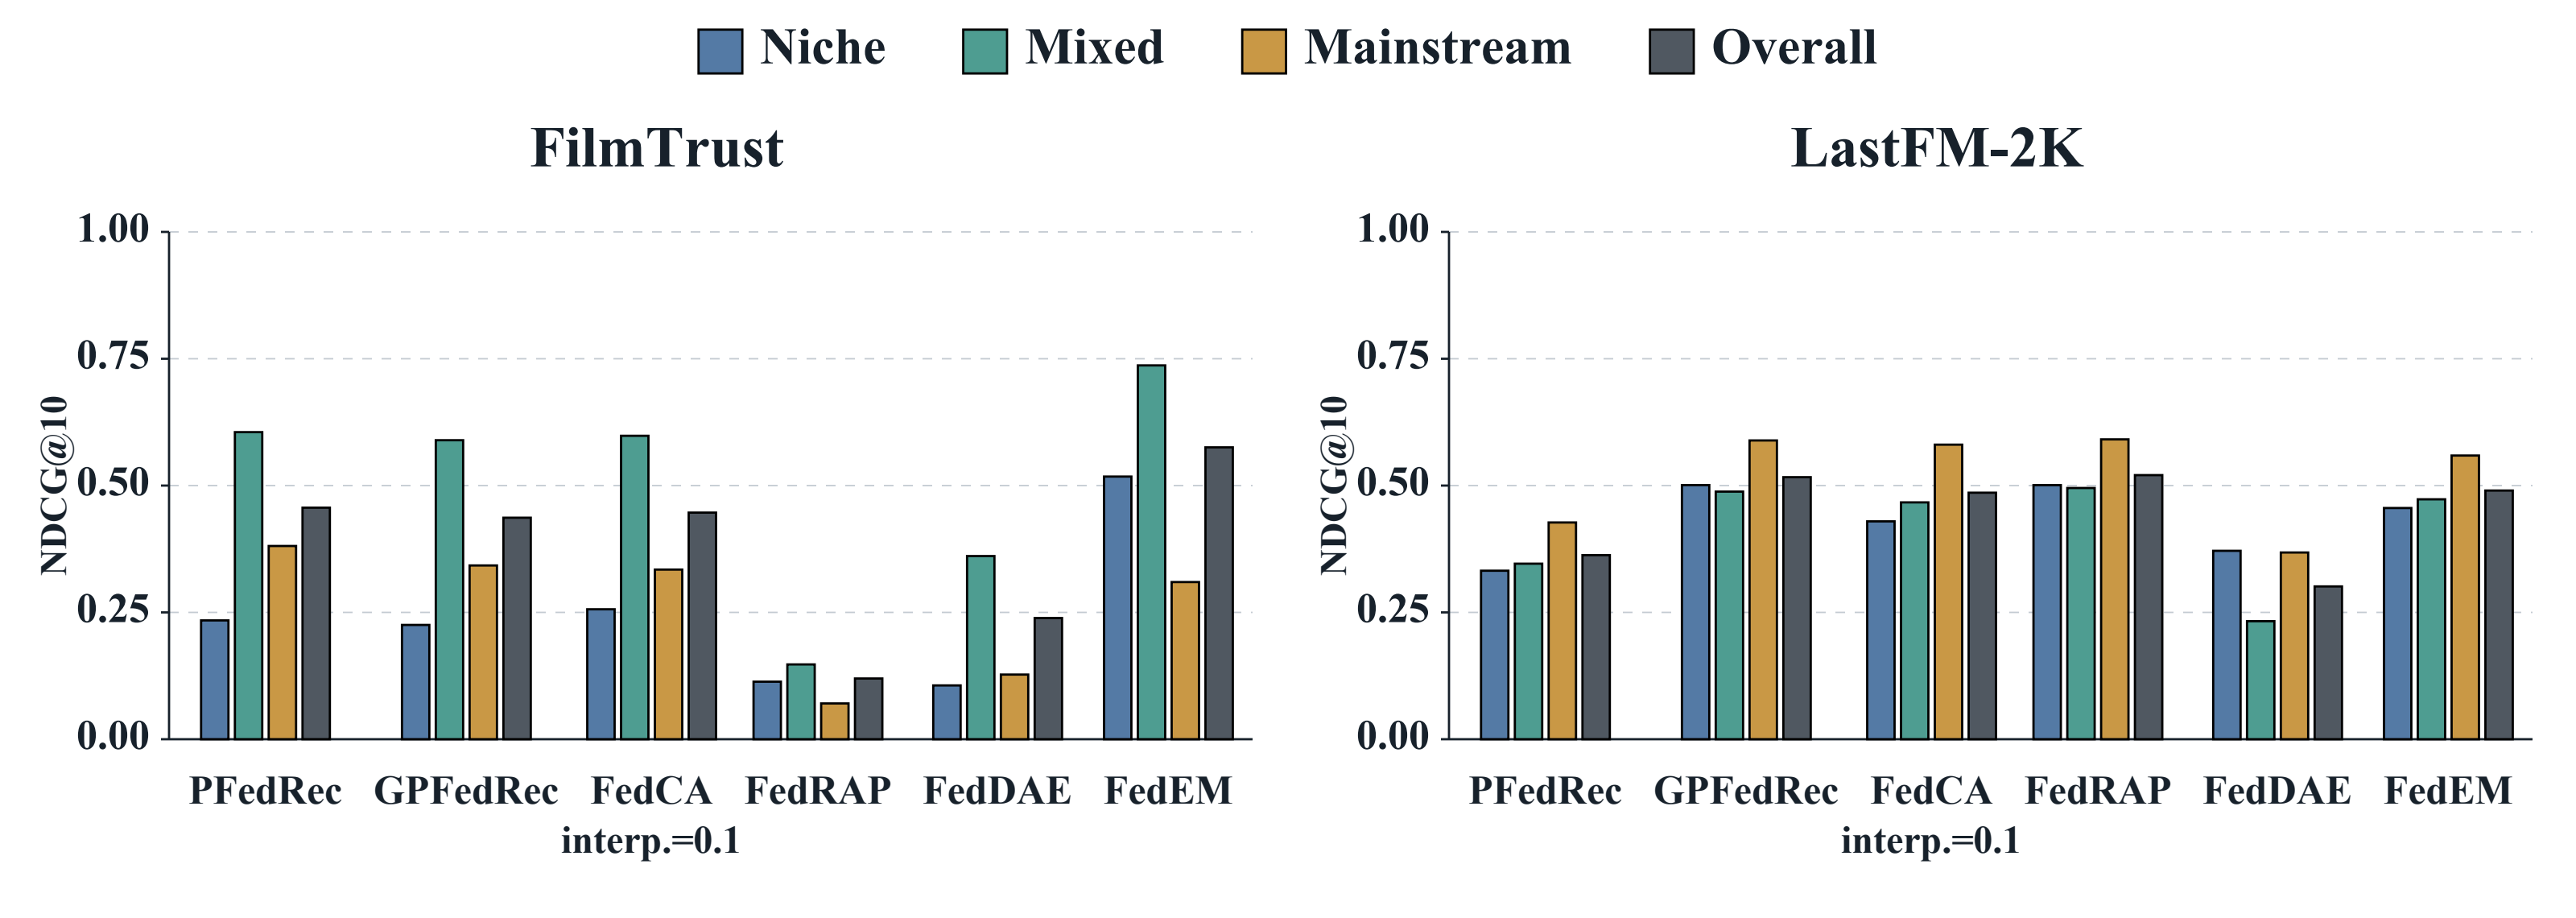 Niche Mixed Mainstream Overall
FilmTrust
1.00
0.75
0.50
0.25
0.00
NDCG@10
PFedRec GPFedRec FedCA FedRAP FedDAE FedEM
interp.=0.1
LastFM-2K
1.00
0.75
0.50
0.25
0.00
NDCG@10
PFedRec GPFedRec FedCA FedRAP FedDAE FedEM
interp.=0.1